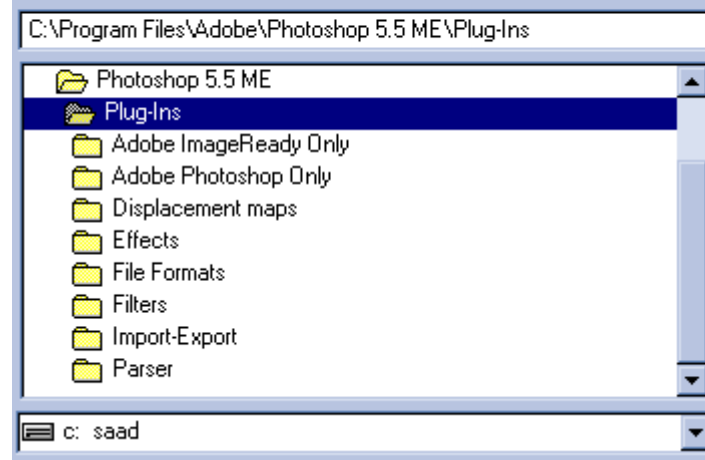 C:\Program Files\Adobe\Photoshop 5.5 ME\Plug-Ins
Photoshop 5.5 ME
Plug-Ins
Adobe ImageReady Only
Adobe Photoshop Only
Displacement maps
Effects
File Formats
Filters
Import-Export
Parser
c: saad